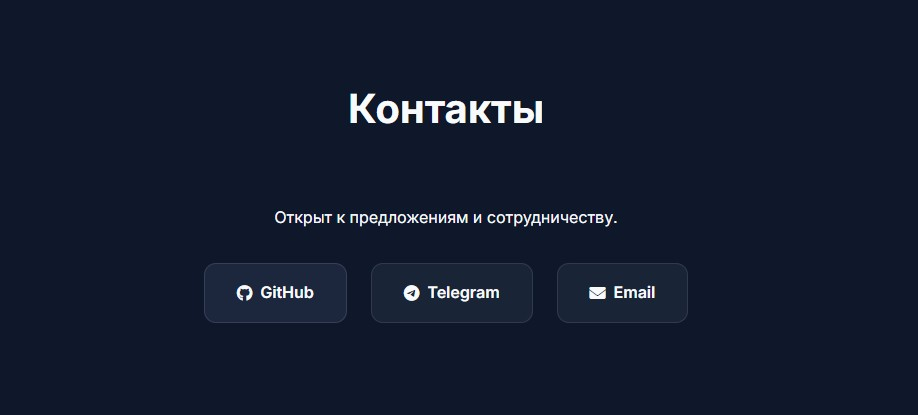 Контакты
Открыт к предложениям и сотрудничеству.
GitHub Telegram Email